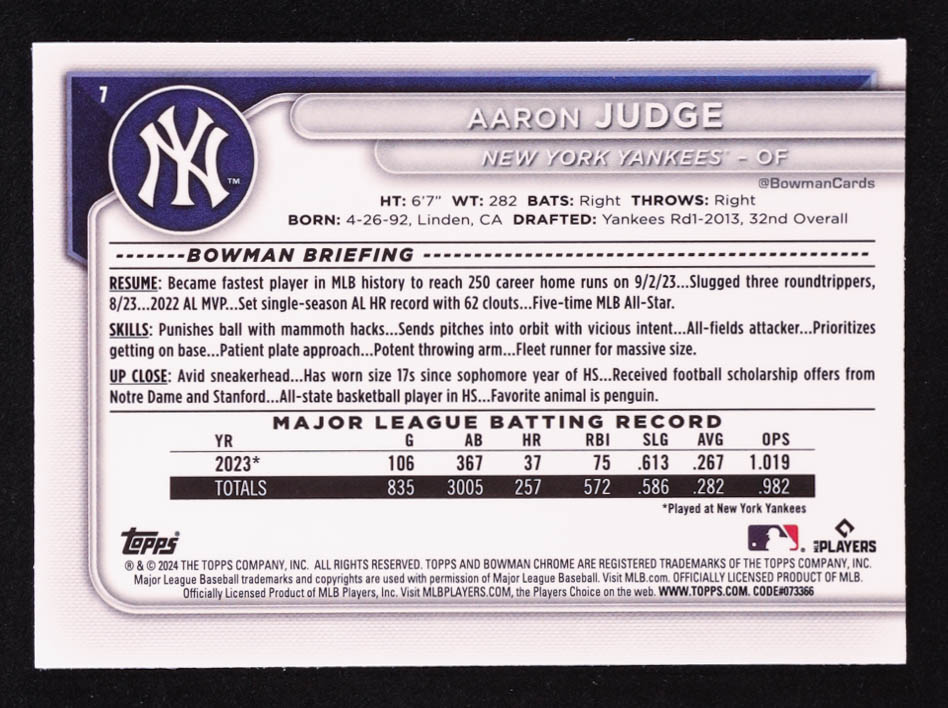 7
NY
™
AARON JUDGE
NEW YORK YANKEES™ – OF
@BowmanCards
HT: 6'7" WT: 282 BATS: Right THROWS: Right
BORN: 4-26-92, Linden, CA DRAFTED: Yankees Rd1-2013, 32nd Overall
BOWMAN BRIEFING
RESUME: Became fastest player in MLB history to reach 250 career home runs on 9/2/23...Slugged three roundtrippers,
8/23...2022 AL MVP...Set single-season AL HR record with 62 clouts...Five-time MLB All-Star.
SKILLS: Punishes ball with mammoth hacks...Sends pitches into orbit with vicious intent...All-fields attacker...Prioritizes
getting on base...Patient plate approach...Potent throwing arm...Fleet runner for massive size.
UP CLOSE: Avid sneakerhead...Has worn size 17s since sophomore year of HS...Received football scholarship offers from
Notre Dame and Stanford...All-state basketball player in HS...Favorite animal is penguin.
MAJOR LEAGUE BATTING RECORD
YR G AB HR RBI SLG AVG OPS
2023* 106 367 37 75 .613 .267 1.019
TOTALS 835 3005 257 572 .586 .282 .982
*Played at New York Yankees
Topps®
MLB PLAYERS
® & © 2024 THE TOPPS COMPANY, INC. ALL RIGHTS RESERVED. TOPPS AND BOWMAN CHROME ARE REGISTERED TRADEMARKS OF THE TOPPS COMPANY, INC.
Major League Baseball trademarks and copyrights are used with permission of Major League Baseball. Visit MLB.com. OFFICIALLY LICENSED PRODUCT OF MLB.
Officially Licensed Product of MLB Players, Inc. Visit MLBPLAYERS.COM, the Players Choice on the web. WWW.TOPPS.COM. CODE#073366